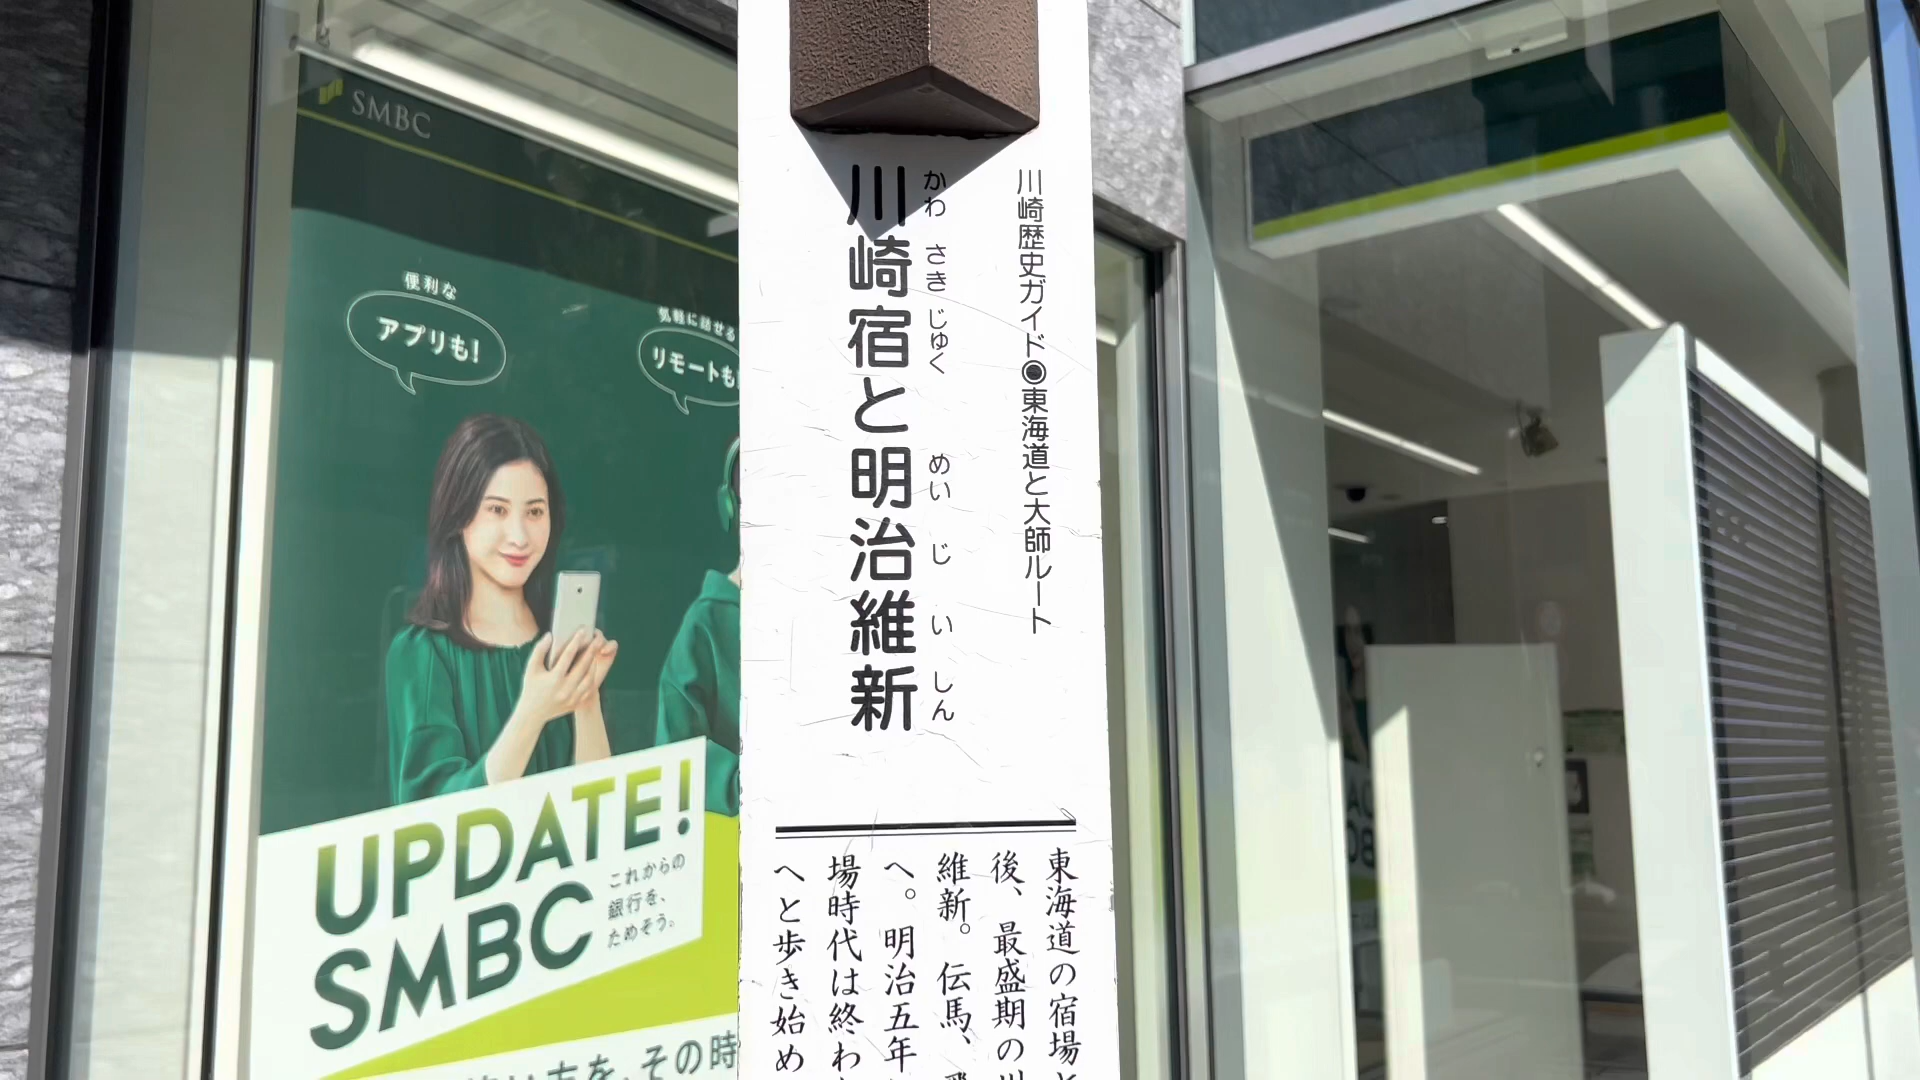 SMBC
便利な
アプリも!
気軽に話せる
リモートも
UPDATE!
SMBC
これからの
銀行を、
ためそう。
を、その時
川崎歴史ガイド◉東海道と大師ルート
かわさきじゅく めいじいしん
川崎宿と明治維新
東海道の宿場と
後、最盛期の川
維新。伝馬、
へ。明治五年
場時代は終わ
へと歩き始め